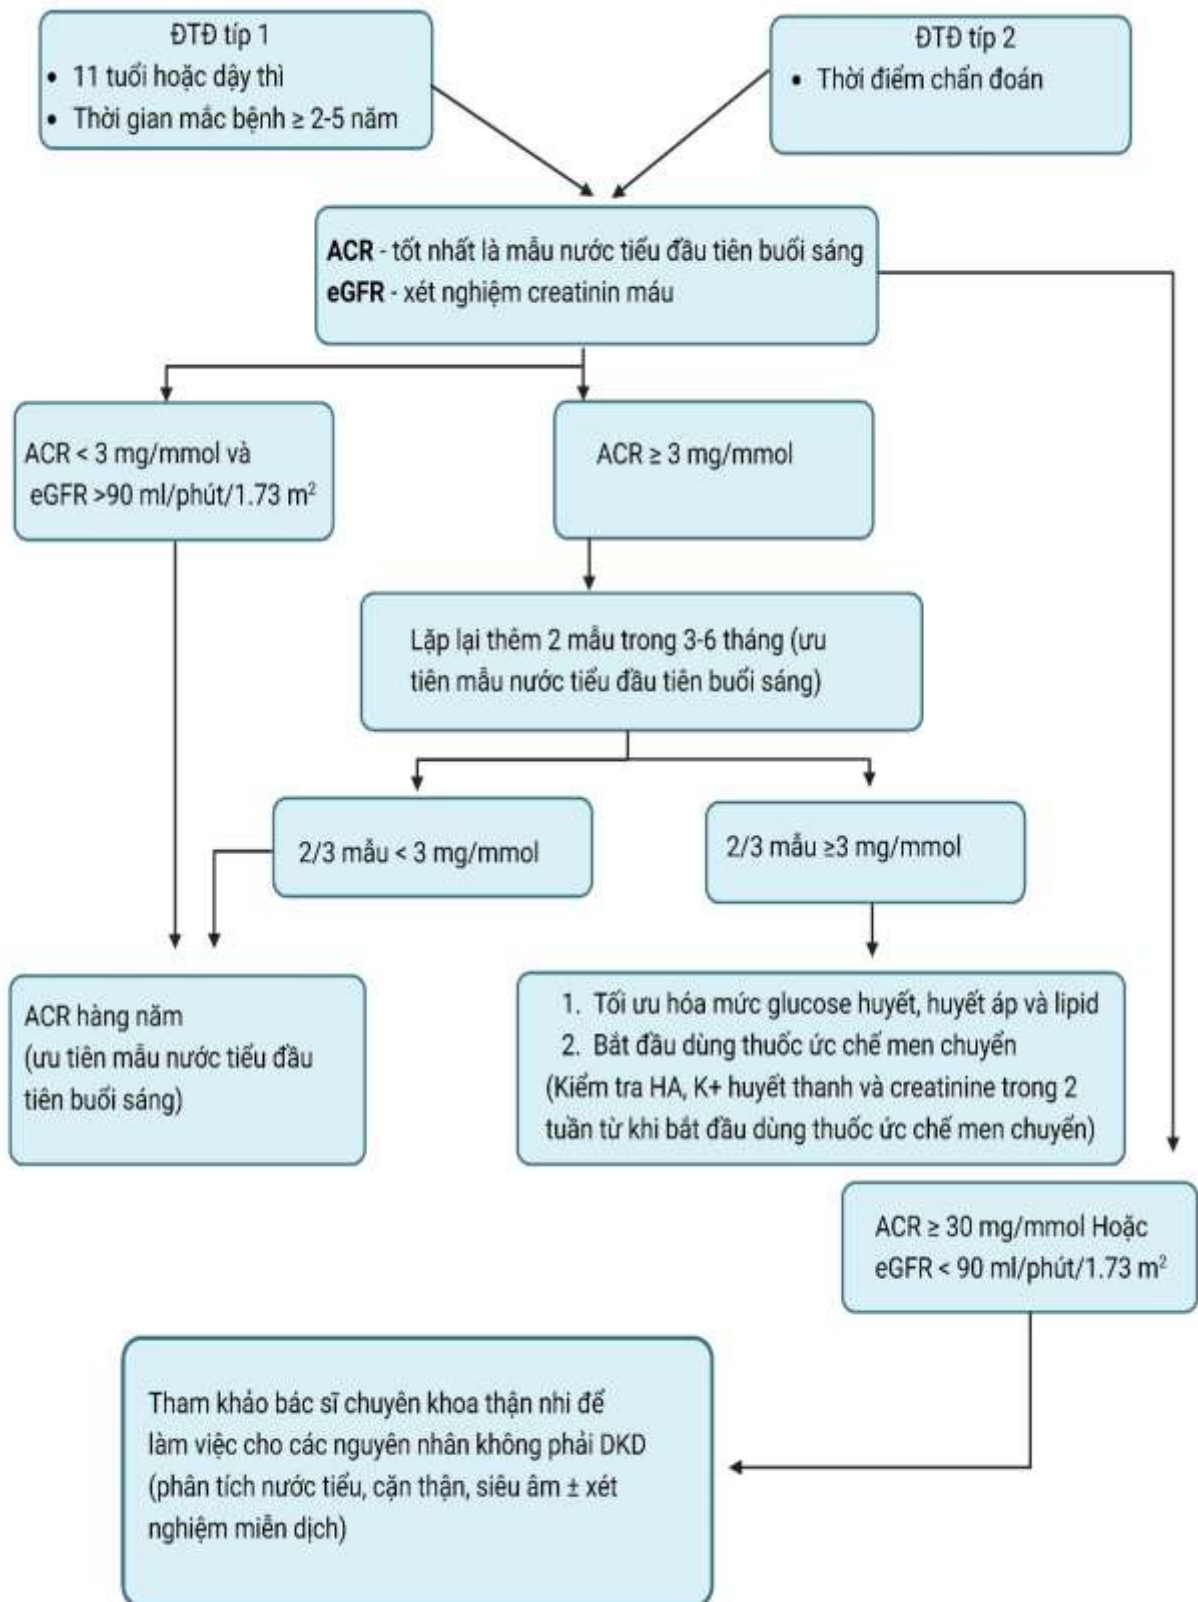 ĐTĐ típ 1
• 11 tuổi hoặc dậy thì
• Thời gian mắc bệnh ≥ 2-5 năm
ĐTĐ típ 2
• Thời điểm chẩn đoán
ACR - tốt nhất là mẫu nước tiểu đầu tiên buổi sáng
eGFR - xét nghiệm creatinin máu
ACR < 3 mg/mmol và
eGFR >90 ml/phút/1.73 m²
ACR ≥ 3 mg/mmol
Lặp lại thêm 2 mẫu trong 3-6 tháng (ưu
tiên mẫu nước tiểu đầu tiên buổi sáng)
2/3 mẫu < 3 mg/mmol
2/3 mẫu ≥3 mg/mmol
ACR hàng năm
(ưu tiên mẫu nước tiểu đầu
tiên buổi sáng)
1. Tối ưu hóa mức glucose huyết, huyết áp và lipid
2. Bắt đầu dùng thuốc ức chế men chuyển
(Kiểm tra HA, K+ huyết thanh và creatinine trong 2
tuần từ khi bắt đầu dùng thuốc ức chế men chuyển)
ACR ≥ 30 mg/mmol Hoặc
eGFR < 90 ml/phút/1.73 m²
Tham khảo bác sĩ chuyên khoa thận nhi để
làm việc cho các nguyên nhân không phải DKD
(phân tích nước tiểu, cặn thận, siêu âm ± xét
nghiệm miễn dịch)